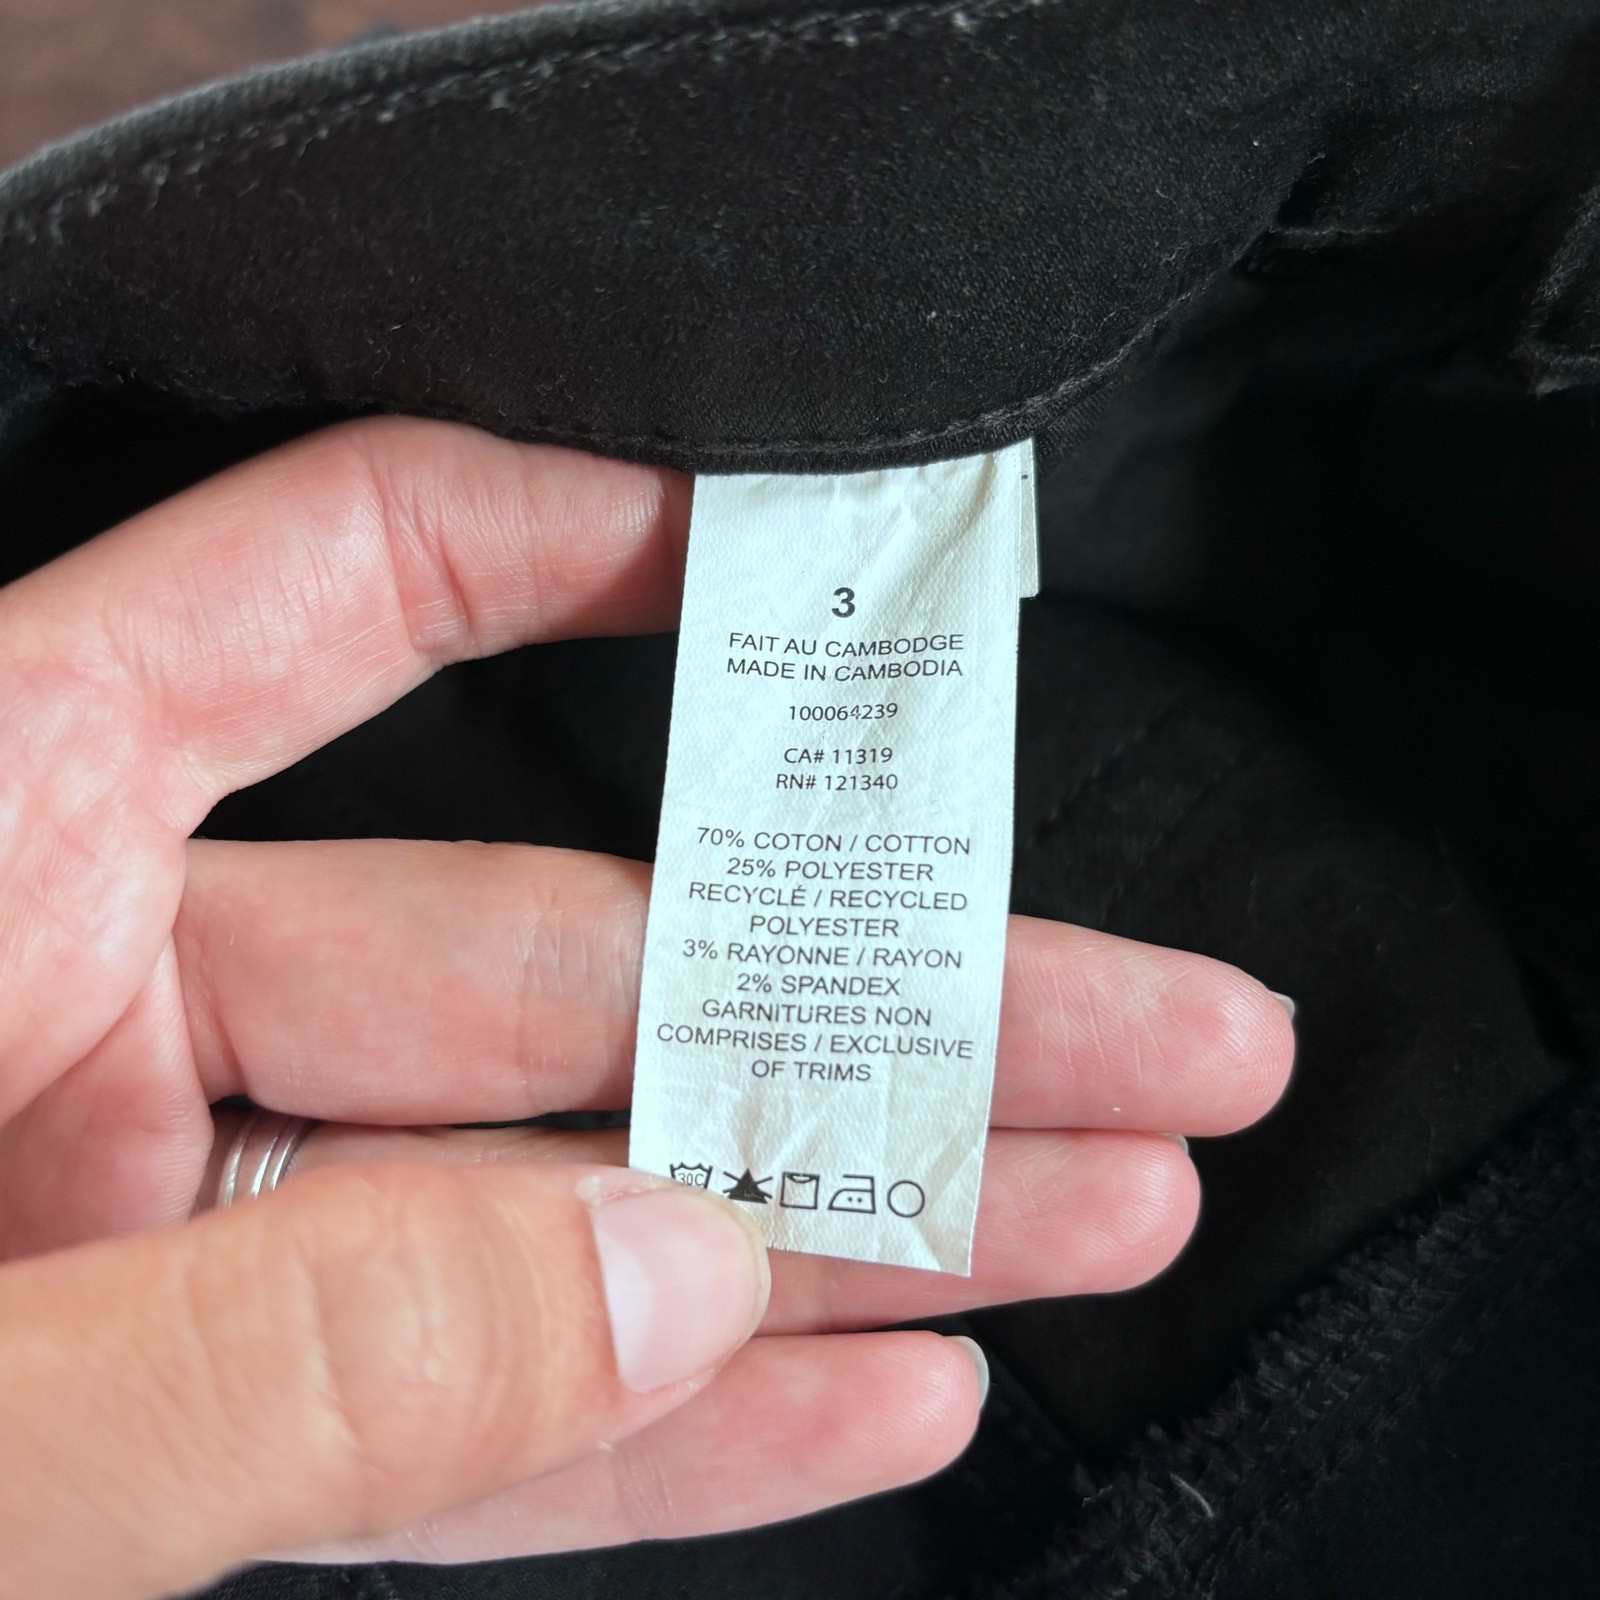 3
FAIT AU CAMBODGE
MADE IN CAMBODIA
100064239
CA# 11319
RN# 121340
70% COTON / COTTON
25% POLYESTER
RECYCLÉ / RECYCLED
POLYESTER
3% RAYONNE / RAYON
2% SPANDEX
GARNITURES NON
COMPRISES / EXCLUSIVE
OF TRIMS
30C